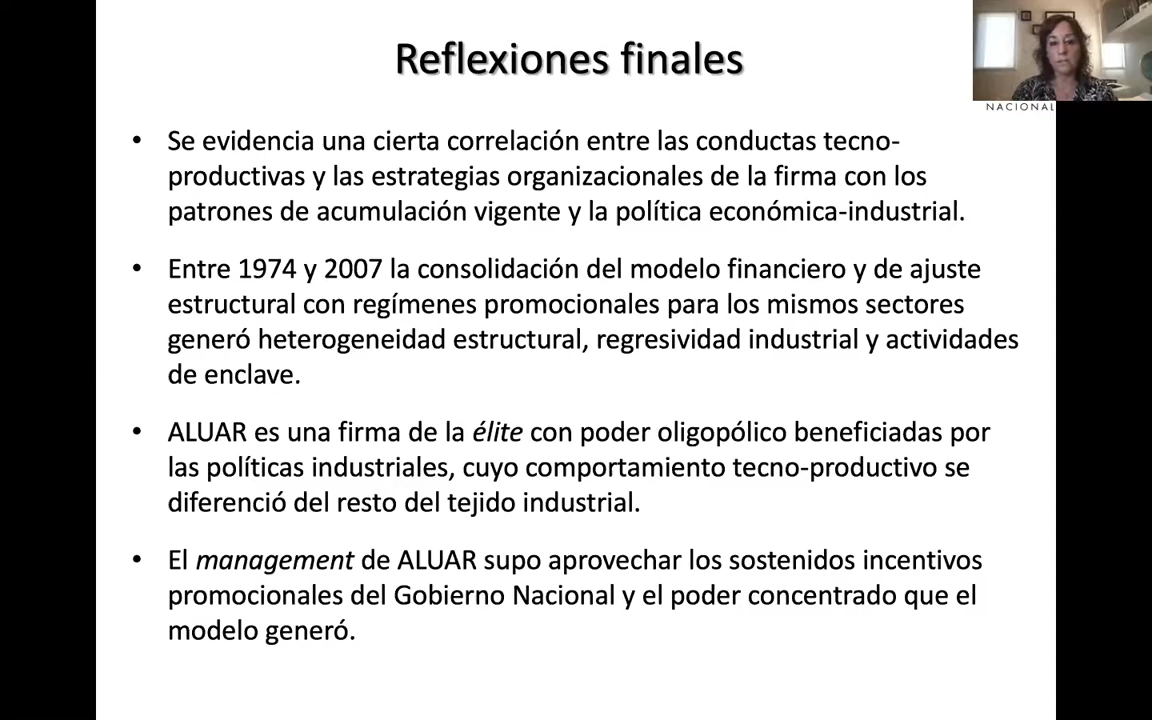 Reflexiones finales
NACIONAL
• Se evidencia una cierta correlación entre las conductas tecno-
productivas y las estrategias organizacionales de la firma con los
patrones de acumulación vigente y la política económica-industrial.
• Entre 1974 y 2007 la consolidación del modelo financiero y de ajuste
estructural con regímenes promocionales para los mismos sectores
generó heterogeneidad estructural, regresividad industrial y actividades
de enclave.
• ALUAR es una firma de la élite con poder oligopólico beneficiadas por
las políticas industriales, cuyo comportamiento tecno-productivo se
diferenció del resto del tejido industrial.
• El management de ALUAR supo aprovechar los sostenidos incentivos
promocionales del Gobierno Nacional y el poder concentrado que el
modelo generó.